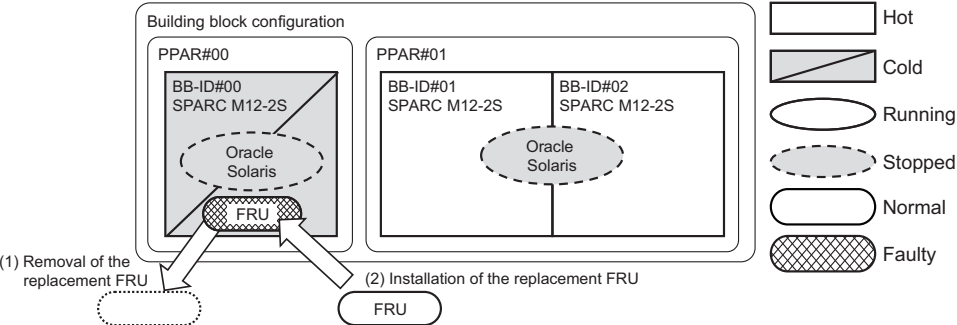 Building block configuration
PPAR#00
BB-ID#00
SPARC M12-2S
Oracle
Solaris
FRU
PPAR#01
BB-ID#01
SPARC M12-2S
BB-ID#02
SPARC M12-2S
Oracle
Solaris
(1) Removal of the
replacement FRU
(2) Installation of the replacement FRU
FRU
Hot
Cold
Running
Stopped
Normal
Faulty